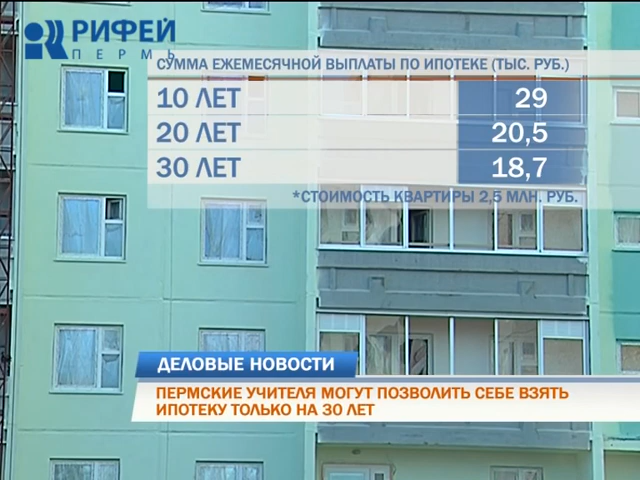 РИФЕЙ
ПЕРМЬ
СУММА ЕЖЕМЕСЯЧНОЙ ВЫПЛАТЫ ПО ИПОТЕКЕ (ТЫС. РУБ.)
10 ЛЕТ 29
20 ЛЕТ 20,5
30 ЛЕТ 18,7
*СТОИМОСТЬ КВАРТИРЫ 2,5 МЛН. РУБ.
ДЕЛОВЫЕ НОВОСТИ
ПЕРМСКИЕ УЧИТЕЛЯ МОГУТ ПОЗВОЛИТЬ СЕБЕ ВЗЯТЬ
ИПОТЕКУ ТОЛЬКО НА 30 ЛЕТ